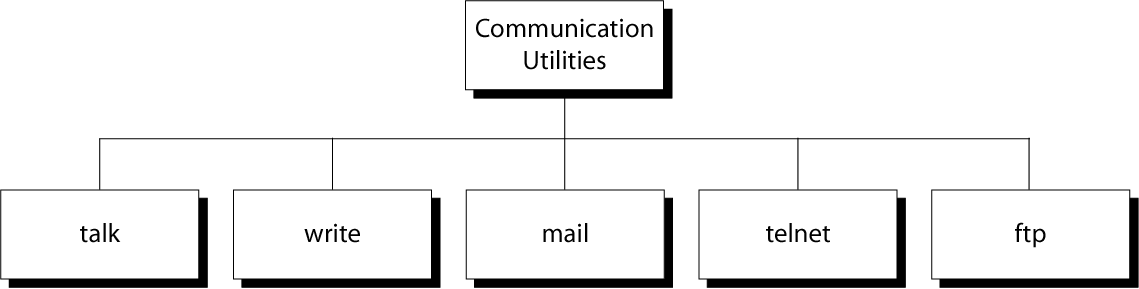 Communication
Utilities
talk
write
mail
telnet
ftp